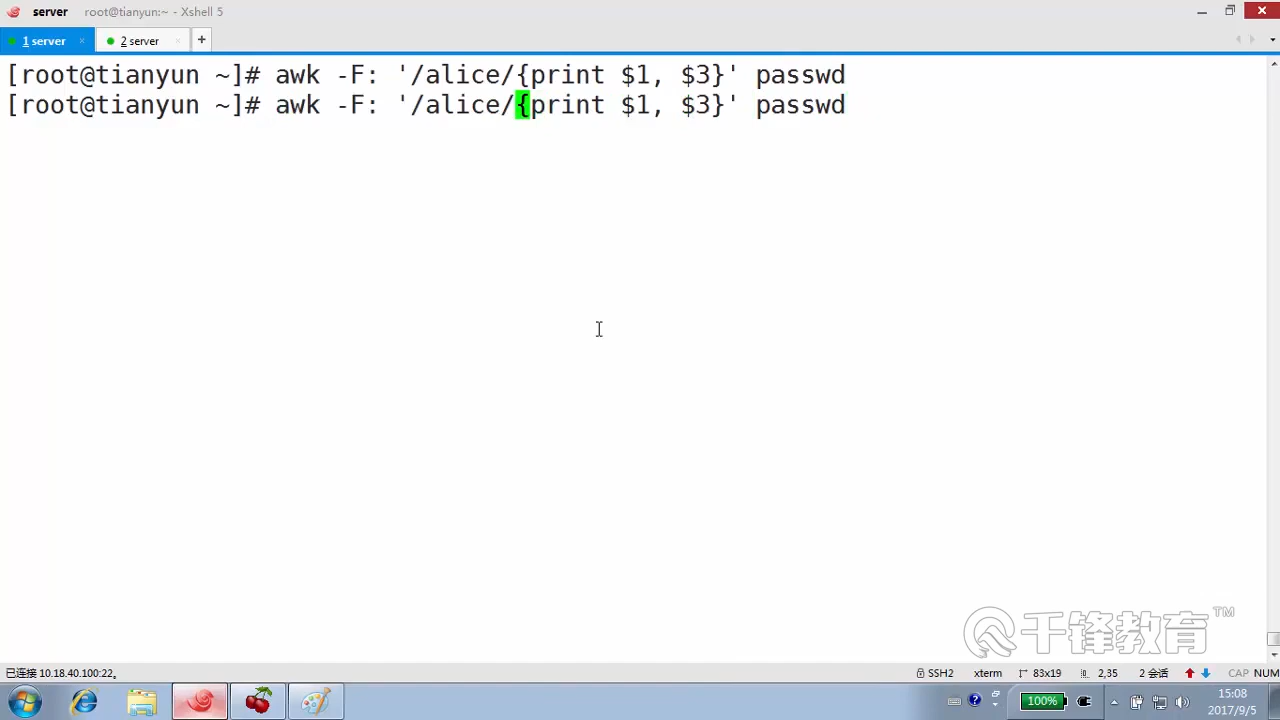 server root@tianyun:~ - Xshell 5
1 server × 2 server × +
[root@tianyun ~]# awk -F: '/alice/{print $1, $3}' passwd
[root@tianyun ~]# awk -F: '/alice/{print $1, $3}' passwd
千锋教育™
已连接 10.18.40.100:22。 SSH2 xterm 83x19 2,35 2 会话 CAP NUM
100% 15:08
2017/9/5